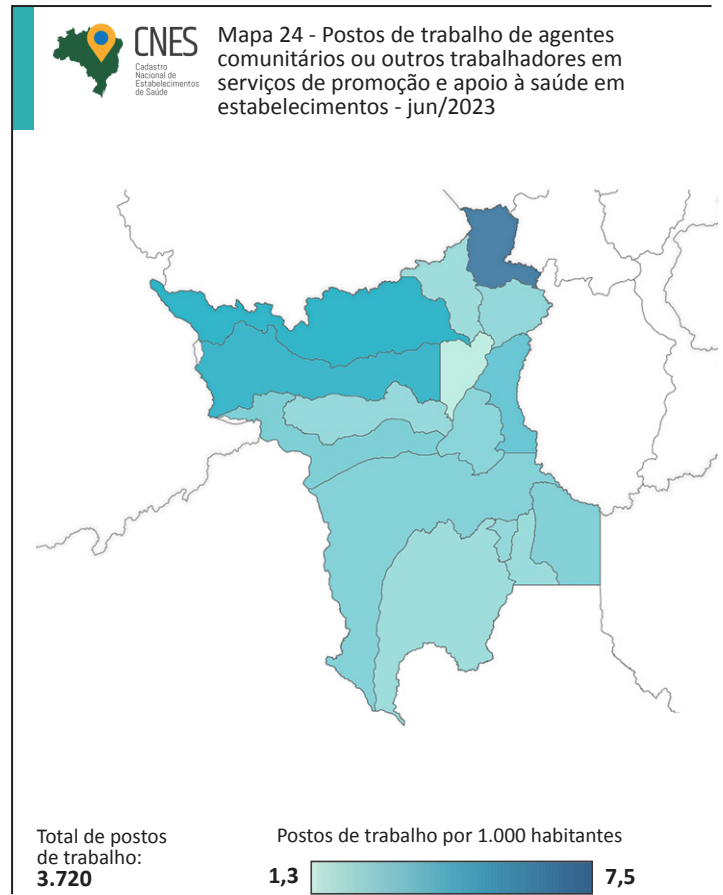 CNES
Cadastro
Nacional de
Estabelecimentos
de Saúde
Mapa 24 - Postos de trabalho de agentes
comunitários ou outros trabalhadores em
serviços de promoção e apoio à saúde em
estabelecimentos - jun/2023
Total de postos
de trabalho:
3.720
Postos de trabalho por 1.000 habitantes
1,3
7,5